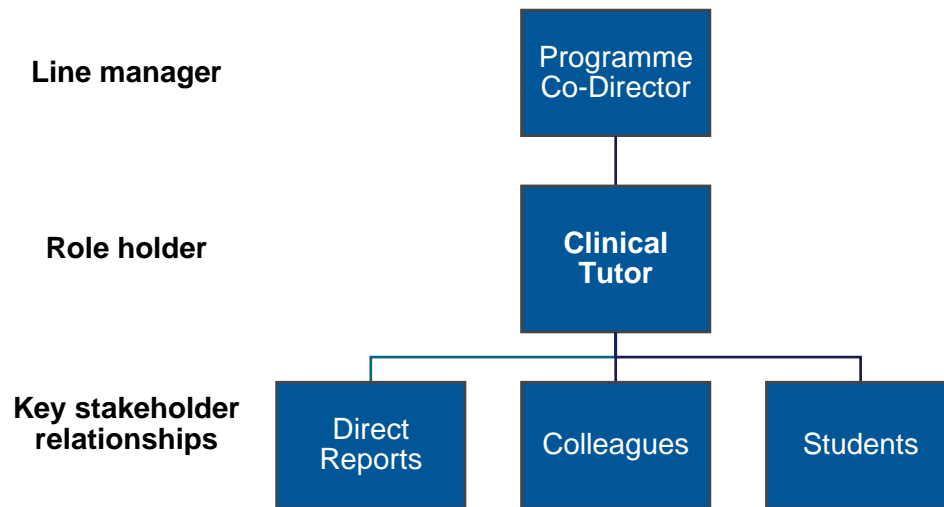 Line manager
Programme
Co-Director
Role holder
Clinical
Tutor
Key stakeholder
relationships
Direct
Reports
Colleagues
Students